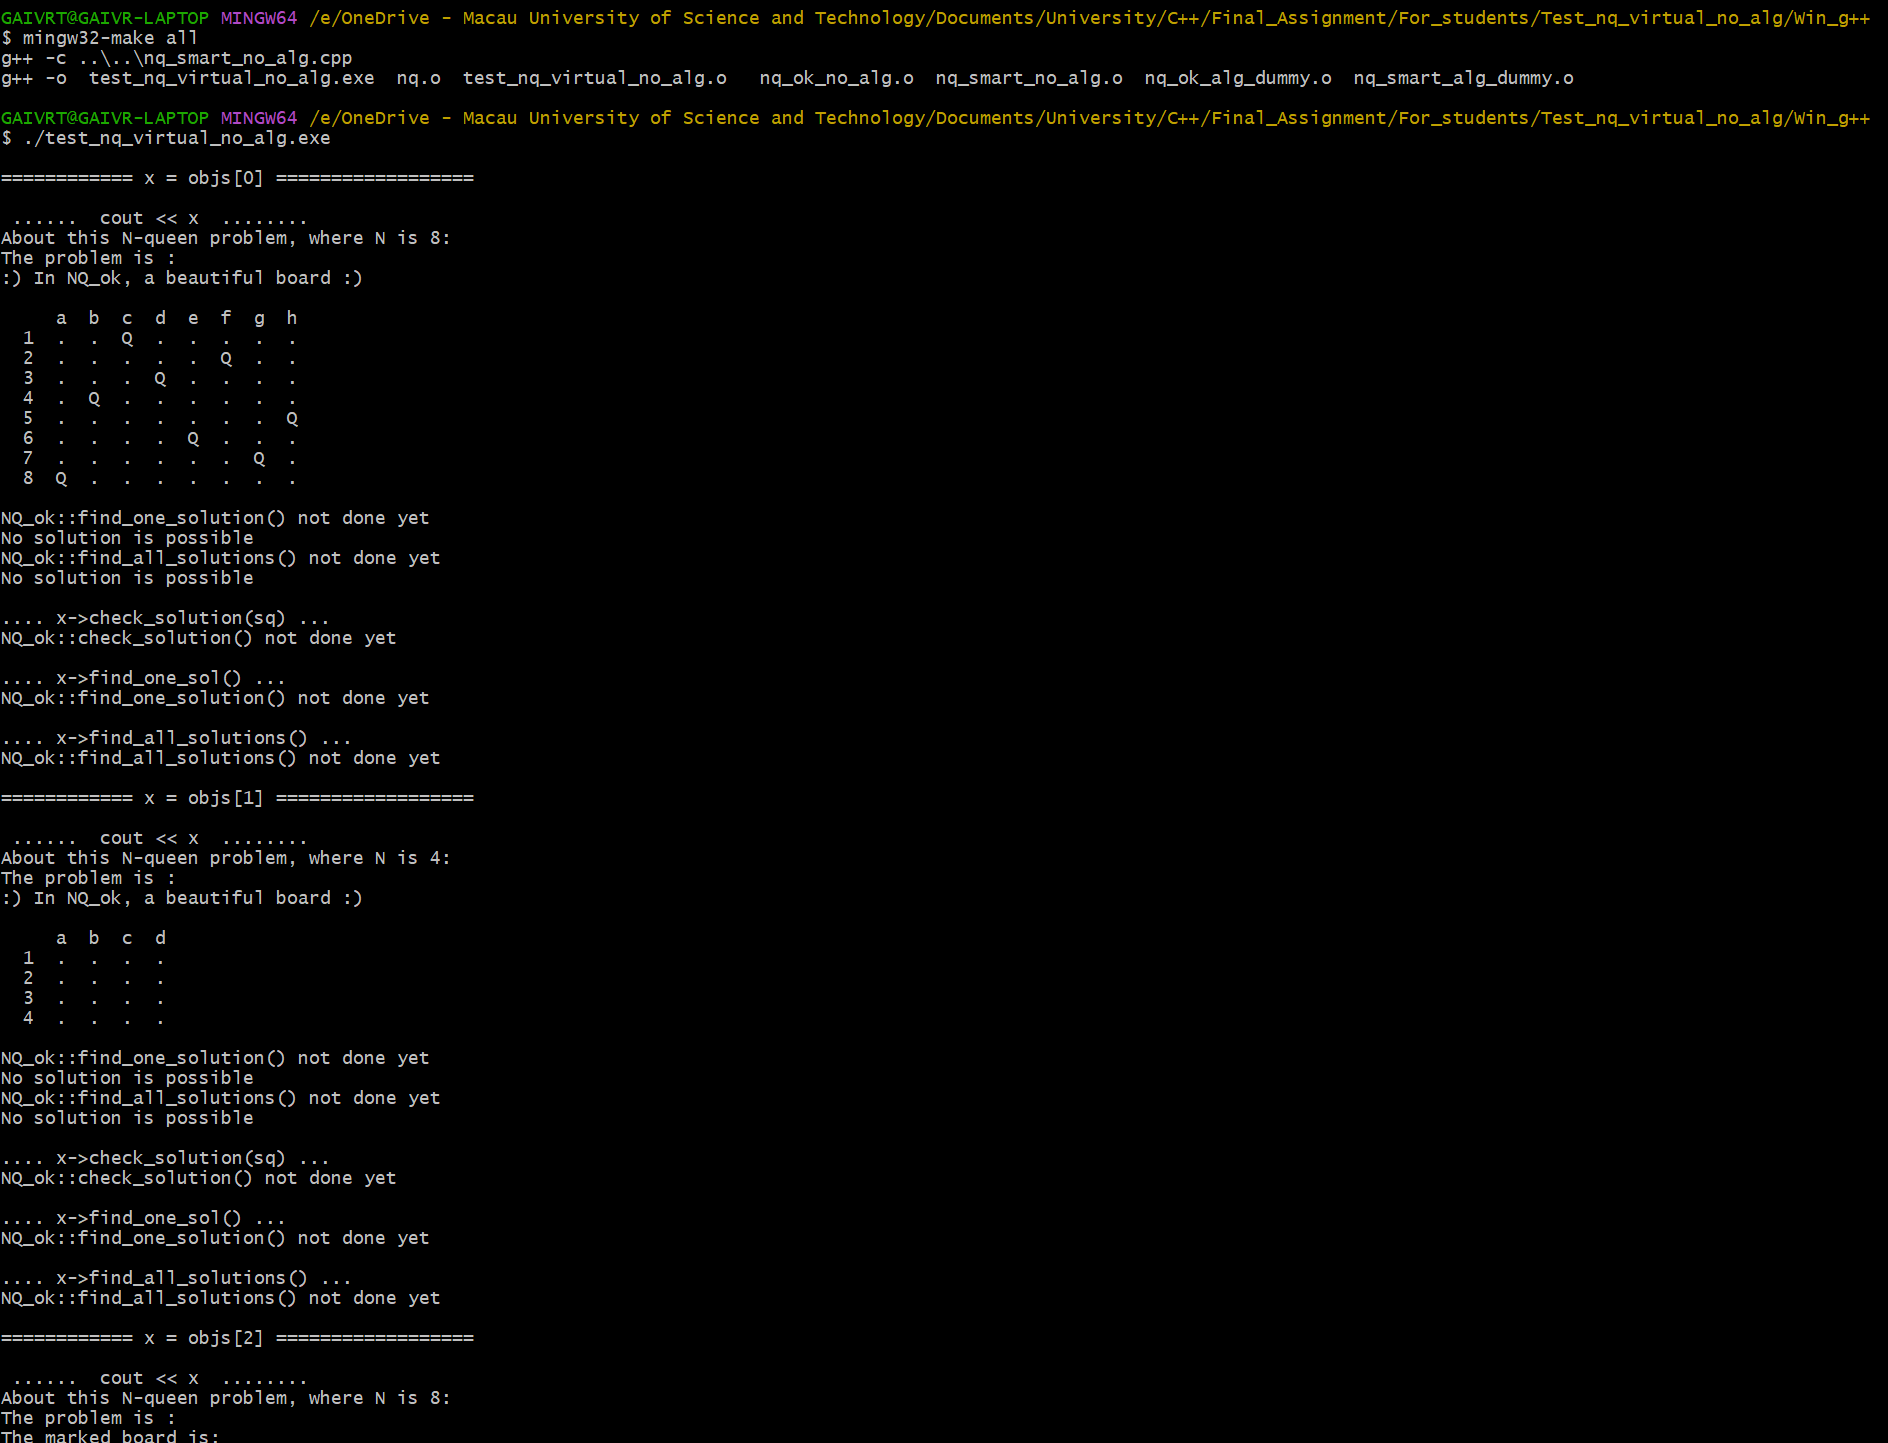 GAIVRT@GAIVR-LAPTOP MINGW64 /e/OneDrive - Macau University of Science and Technology/Documents/University/C++/Final_Assignment/For_students/Test_nq_virtual_no_alg/Win_g++
$ mingw32-make all
g++ -c ..\..\nq_smart_no_alg.cpp
g++ -o  test_nq_virtual_no_alg.exe  nq.o  test_nq_virtual_no_alg.o   nq_ok_no_alg.o  nq_smart_no_alg.o  nq_ok_alg_dummy.o  nq_smart_alg_dummy.o
GAIVRT@GAIVR-LAPTOP MINGW64 /e/OneDrive - Macau University of Science and Technology/Documents/University/C++/Final_Assignment/For_students/Test_nq_virtual_no_alg/Win_g++
$ ./test_nq_virtual_no_alg.exe
============ x = objs[0] ==================
 ......  cout << x  ........
About this N-queen problem, where N is 8:
The problem is :
:) In NQ_ok, a beautiful board :)
     a  b  c  d  e  f  g  h
  1  .  .  Q  .  .  .  .  .
  2  .  .  .  .  .  Q  .  .
  3  .  .  .  Q  .  .  .  .
  4  .  Q  .  .  .  .  .  .
  5  .  .  .  .  .  .  .  Q
  6  .  .  .  .  Q  .  .  .
  7  .  .  .  .  .  .  Q  .
  8  Q  .  .  .  .  .  .  .
NQ_ok::find_one_solution() not done yet
No solution is possible
NQ_ok::find_all_solutions() not done yet
No solution is possible
.... x->check_solution(sq) ...
NQ_ok::check_solution() not done yet
.... x->find_one_sol() ...
NQ_ok::find_one_solution() not done yet
.... x->find_all_solutions() ...
NQ_ok::find_all_solutions() not done yet
============ x = objs[1] ==================
 ......  cout << x  ........
About this N-queen problem, where N is 4:
The problem is :
:) In NQ_ok, a beautiful board :)
     a  b  c  d
  1  .  .  .  .
  2  .  .  .  .
  3  .  .  .  .
  4  .  .  .  .
NQ_ok::find_one_solution() not done yet
No solution is possible
NQ_ok::find_all_solutions() not done yet
No solution is possible
.... x->check_solution(sq) ...
NQ_ok::check_solution() not done yet
.... x->find_one_sol() ...
NQ_ok::find_one_solution() not done yet
.... x->find_all_solutions() ...
NQ_ok::find_all_solutions() not done yet
============ x = objs[2] ==================
 ......  cout << x  ........
About this N-queen problem, where N is 8:
The problem is :
The marked board is: